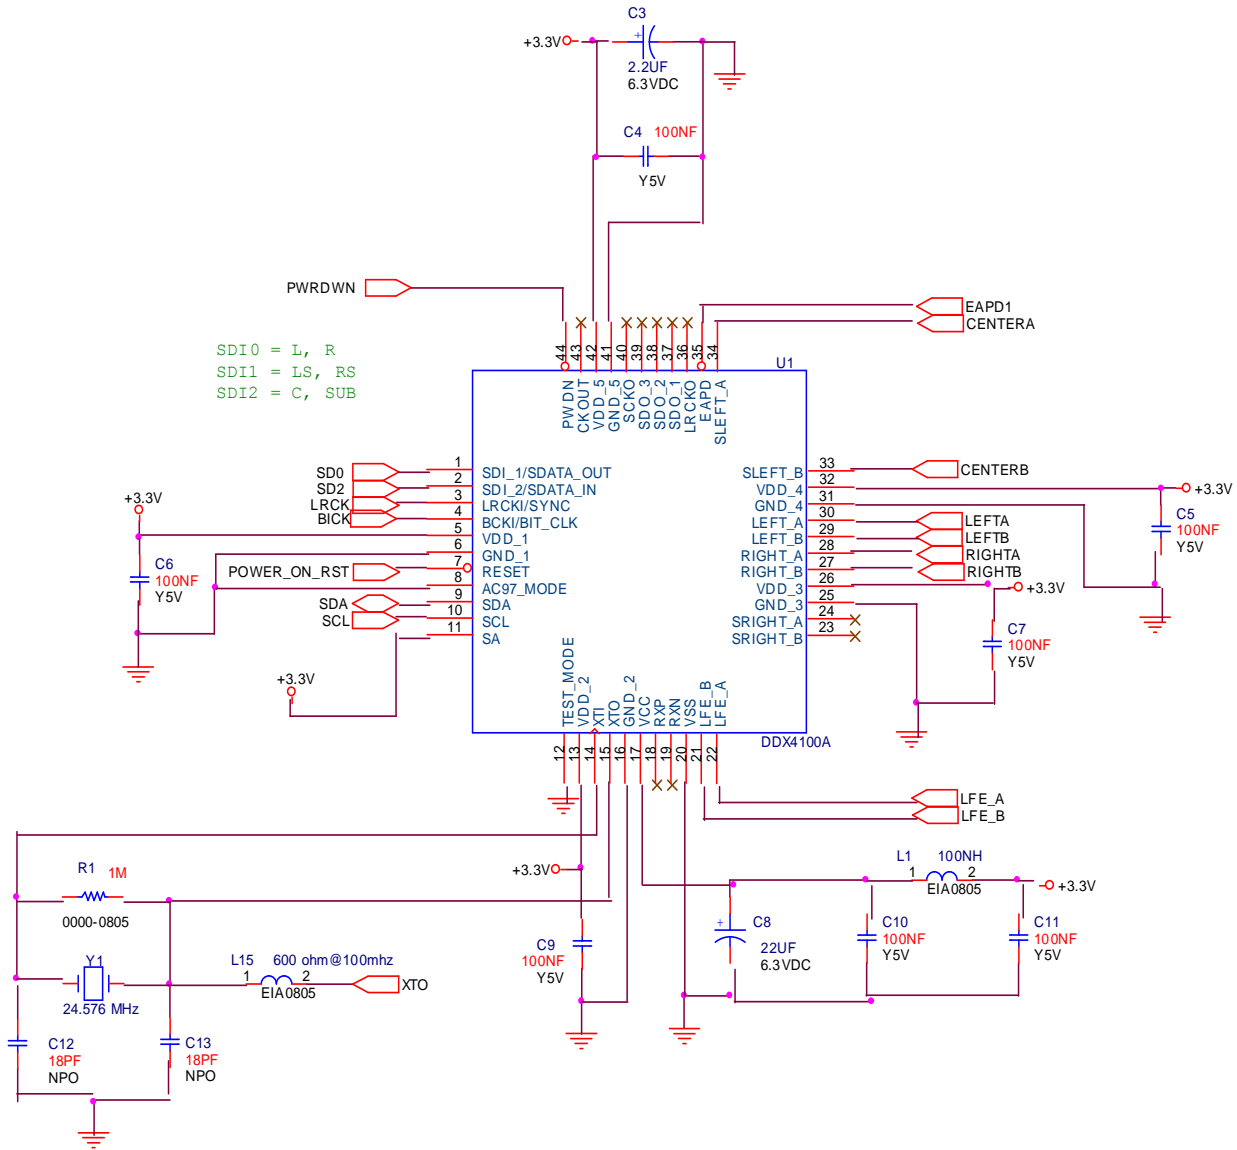 C3
+3.3V
+
2.2UF
6.3VDC
C4 100NF
Y5V
PWRDWN
EAPD1
CENTERA
SDI0 = L, R
SDI1 = LS, RS
SDI2 = C, SUB
44 43 42 41 40 39 38 37 36 35 34
U1
PWDN
CKOUT
VDD_5
GND_5
SCKO
SDO_3
SDO_2
SDO_1
LRCKO
EAPD
SLEFT_A
SD0 1 SDI_1/SDATA_OUT
SD2 2 SDI_2/SDATA_IN
LRCK 3 LRCKI/SYNC
BICK 4 BCKI/BIT_CLK
5 VDD_1
6 GND_1
POWER_ON_RST 7 RESET
8 AC97_MODE
SDA 9 SDA
SCL 10 SCL
11 SA
+3.3V
C6
100NF
Y5V
+3.3V
SLEFT_B 33 CENTERB
VDD_4 32 +3.3V
GND_4 31
LEFT_A 30 LEFTA
LEFT_B 29 LEFTB
RIGHT_A 28 RIGHTA
RIGHT_B 27 RIGHTB
VDD_3 26 +3.3V
GND_3 25
SRIGHT_A 24
SRIGHT_B 23
C5
100NF
Y5V
C7
100NF
Y5V
TEST_MODE
VDD_2
XTI
XTO
GND_2
VCC
RXP
RXN
VSS
LFE_B
LFE_A
DDX4100A
12 13 14 15 16 17 18 19 20 21 22
LFE_A
LFE_B
R1 1M
0000-0805
Y1
24.576 MHz
L15 600 ohm@100mhz
1 2
EIA0805
XTO
C12
18PF
NPO
C13
18PF
NPO
+3.3V
C9
100NF
Y5V
L1 100NH
1 2
EIA0805
+3.3V
+
C8
22UF
6.3VDC
C10
100NF
Y5V
C11
100NF
Y5V